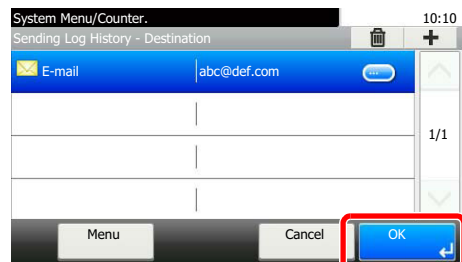 System Menu/Counter. 10:10
Sending Log History - Destination
E-mail abc@def.com
1/1
Menu Cancel OK